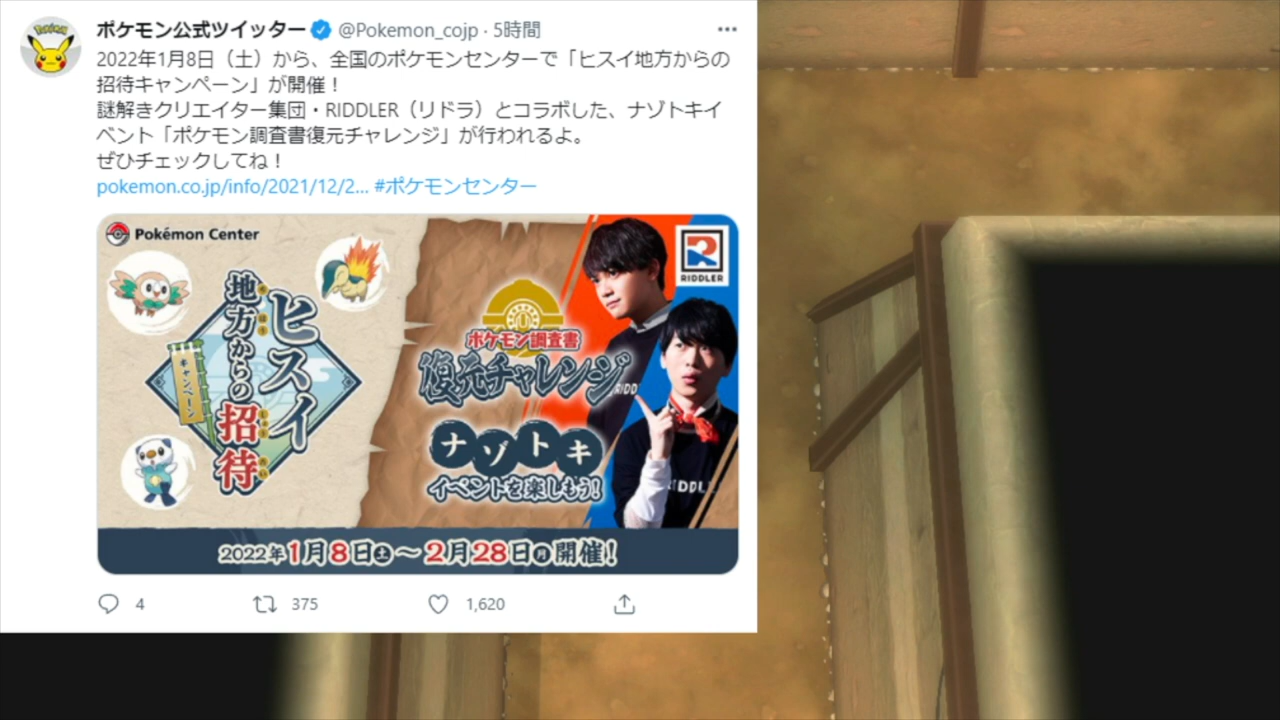 ポケモン公式ツイッター @Pokemon_cojp · 5時間
2022年1月8日（土）から、全国のポケモンセンターで「ヒスイ地方からの
招待キャンペーン」が開催！
謎解きクリエイター集団・RIDDLER（リドラ）とコラボした、ナゾトキイ
ベント「ポケモン調査書復元チャレンジ」が行われるよ。
ぜひチェックしてね！
pokemon.co.jp/info/2021/12/2... #ポケモンセンター
Pokémon Center
ヒスイ
地方からの
招待
キャンペーン
RIDDLER
ポケモン調査書
復元チャレンジ
ナゾトキ
イベントを楽しもう！
2022年1月8日土〜2月28日月開催！
4 375 1,620